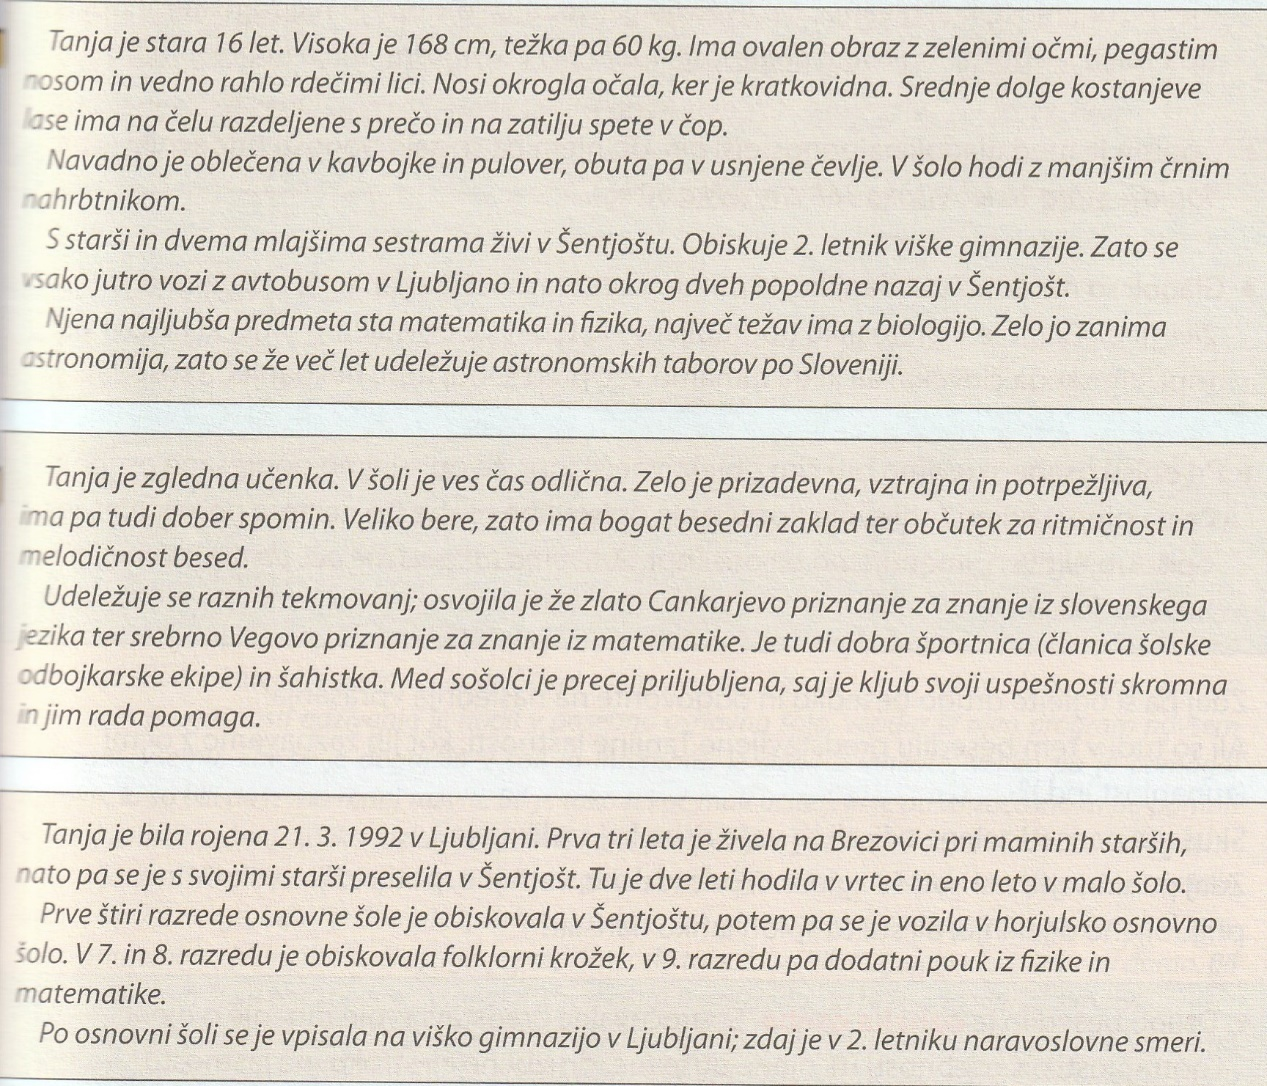 Tanja je stara 16 let. Visoka je 168 cm, težka pa 60 kg. Ima ovalen obraz z zelenimi očmi, pegastim
nosom in vedno rahlo rdečimi lici. Nosi okrogla očala, ker je kratkovidna. Srednje dolge kostanjeve
lase ima na čelu razdeljene s prečo in na zatilju spete v čop.
Navadno je oblečena v kavbojke in pulover, obuta pa v usnjene čevlje. V šolo hodi z manjšim črnim
nahrbtnikom.
S starši in dvema mlajšima sestrama živi v Šentjoštu. Obiskuje 2. letnik viške gimnazije. Zato se
vsako jutro vozi z avtobusom v Ljubljano in nato okrog dveh popoldne nazaj v Šentjošt.
Njena najljubša predmeta sta matematika in fizika, največ težav ima z biologijo. Zelo jo zanima
astronomija, zato se že več let udeležuje astronomskih taborov po Sloveniji.
Tanja je zgledna učenka. V šoli je ves čas odlična. Zelo je prizadevna, vztrajna in potrpežljiva,
ima pa tudi dober spomin. Veliko bere, zato ima bogat besedni zaklad ter občutek za ritmičnost in
melodičnost besed.
Udeležuje se raznih tekmovanj; osvojila je že zlato Cankarjevo priznanje za znanje iz slovenskega
jezika ter srebrno Vegovo priznanje za znanje iz matematike. Je tudi dobra športnica (članica šolske
odbojkarske ekipe) in šahistka. Med sošolci je precej priljubljena, saj je kljub svoji uspešnosti skromna
in jim rada pomaga.
Tanja je bila rojena 21. 3. 1992 v Ljubljani. Prva tri leta je živela na Brezovici pri maminih starših,
nato pa se je s svojimi starši preselila v Šentjošt. Tu je dve leti hodila v vrtec in eno leto v malo šolo.
Prve štiri razrede osnovne šole je obiskovala v Šentjoštu, potem pa se je vozila v horjulsko osnovno
šolo. V 7. in 8. razredu je obiskovala folklorni krožek, v 9. razredu pa dodatni pouk iz fizike in
matematike.
Po osnovni šoli se je vpisala na viško gimnazijo v Ljubljani; zdaj je v 2. letniku naravoslovne smeri.